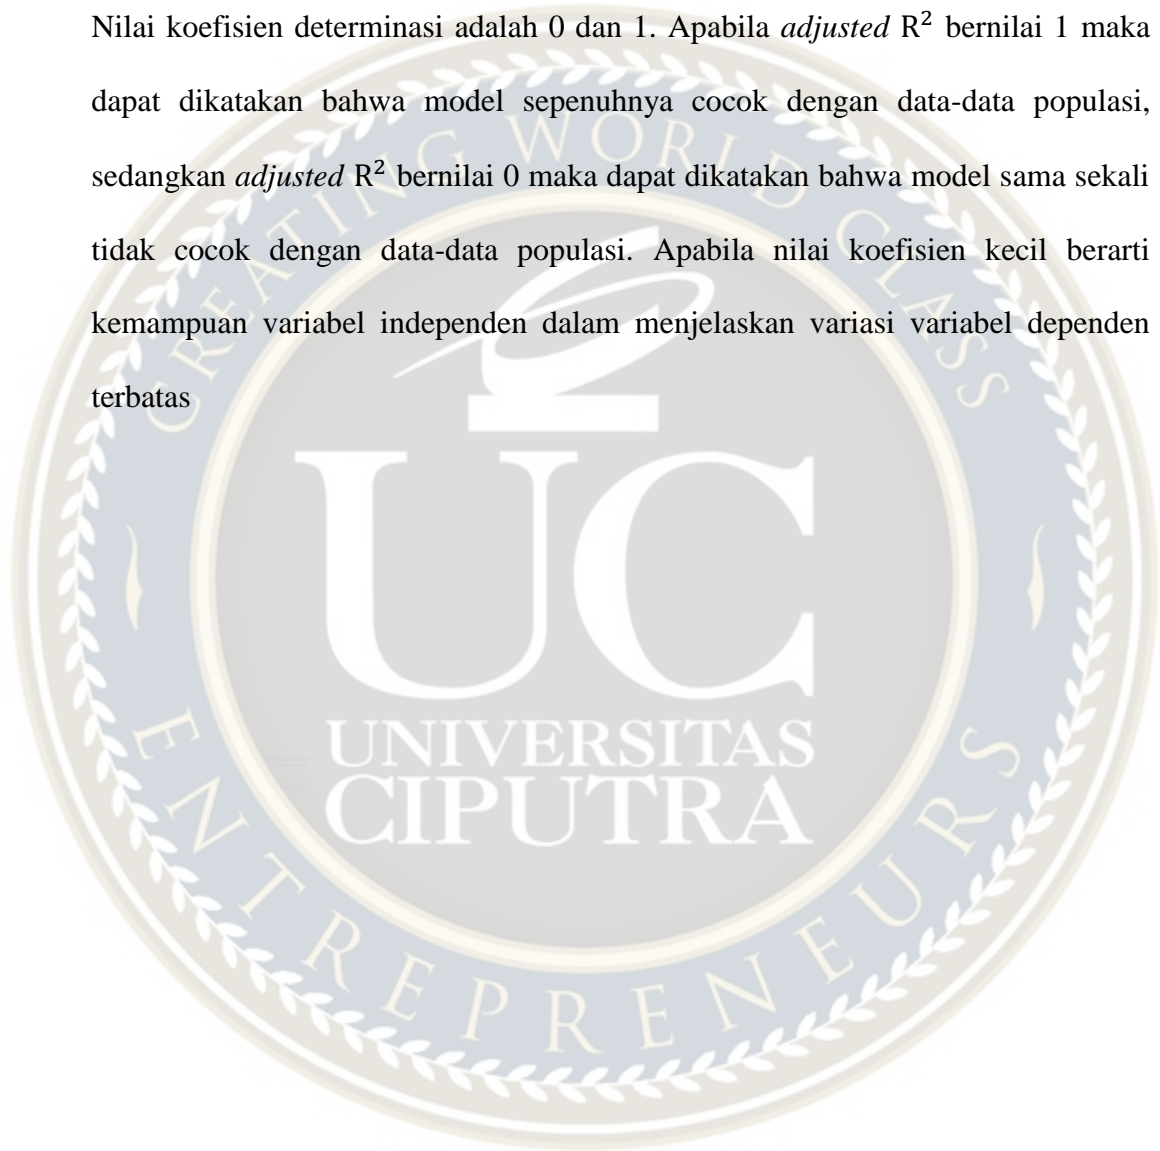 Nilai koefisien determinasi adalah 0 dan 1. Apabila adjusted R² bernilai 1 maka
dapat dikatakan bahwa model sepenuhnya cocok dengan data-data populasi,
sedangkan adjusted R² bernilai 0 maka dapat dikatakan bahwa model sama sekali
tidak cocok dengan data-data populasi. Apabila nilai koefisien kecil berarti
kemampuan variabel independen dalam menjelaskan variasi variabel dependen
terbatas
CREATING WORLD CLASS
UC
UNIVERSITAS
CIPUTRA
ENTREPRENEURS